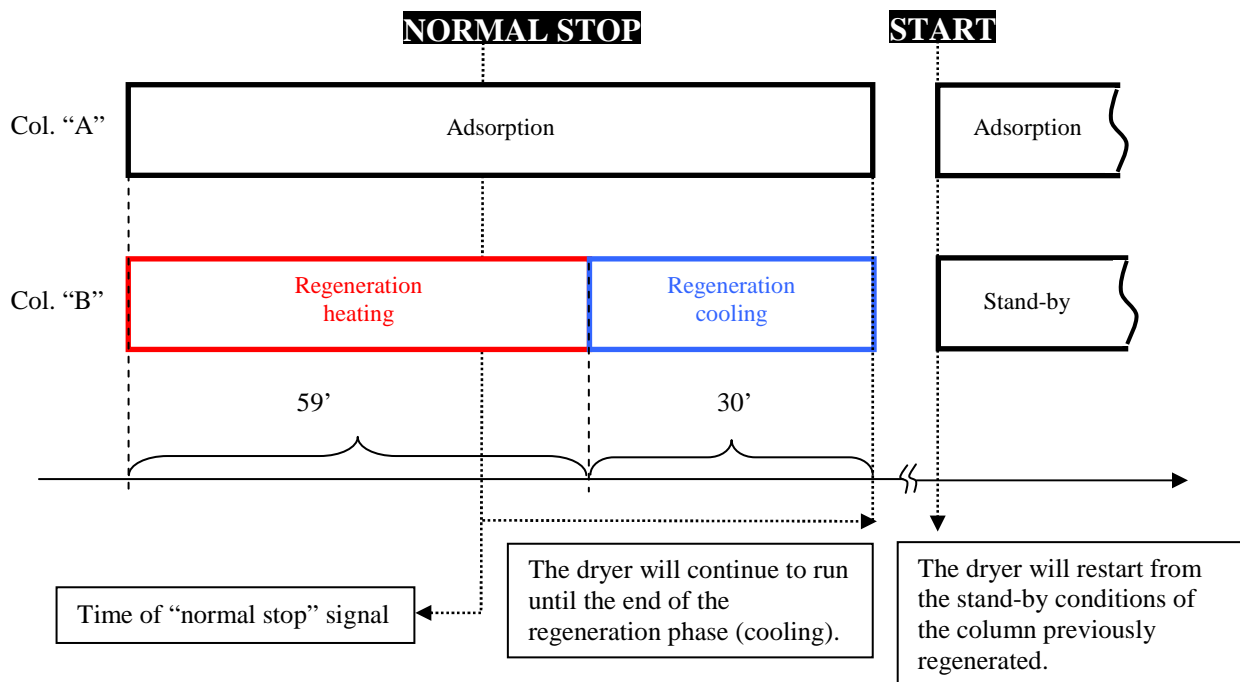 NORMAL STOP
START
Col. “A”
Adsorption
Adsorption
Col. “B”
Regeneration
heating
Regeneration
cooling
Stand-by
59’
30’
Time of “normal stop” signal
The dryer will continue to run
until the end of the
regeneration phase (cooling).
The dryer will restart from
the stand-by conditions of
the column previously
regenerated.